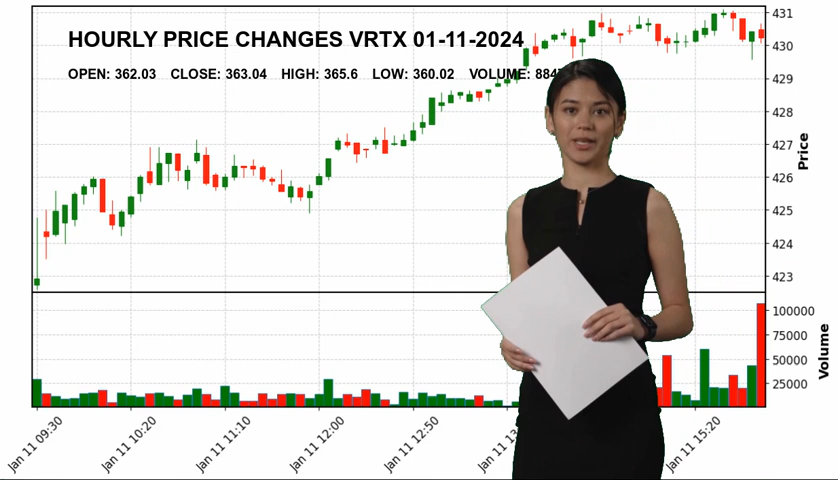 HOURLY PRICE CHANGES VRTX 01-11-2024
OPEN: 362.03 CLOSE: 363.04 HIGH: 365.6 LOW: 360.02 VOLUME:
431
430
429
428
427
426
425
424
423
Price
100000
75000
50000
25000
Volume
Jan 11 09:30
Jan 11 10:20
Jan 11 11:10
Jan 11 12:00
Jan 11 12:50
Jan 11
Jan 11 15:20